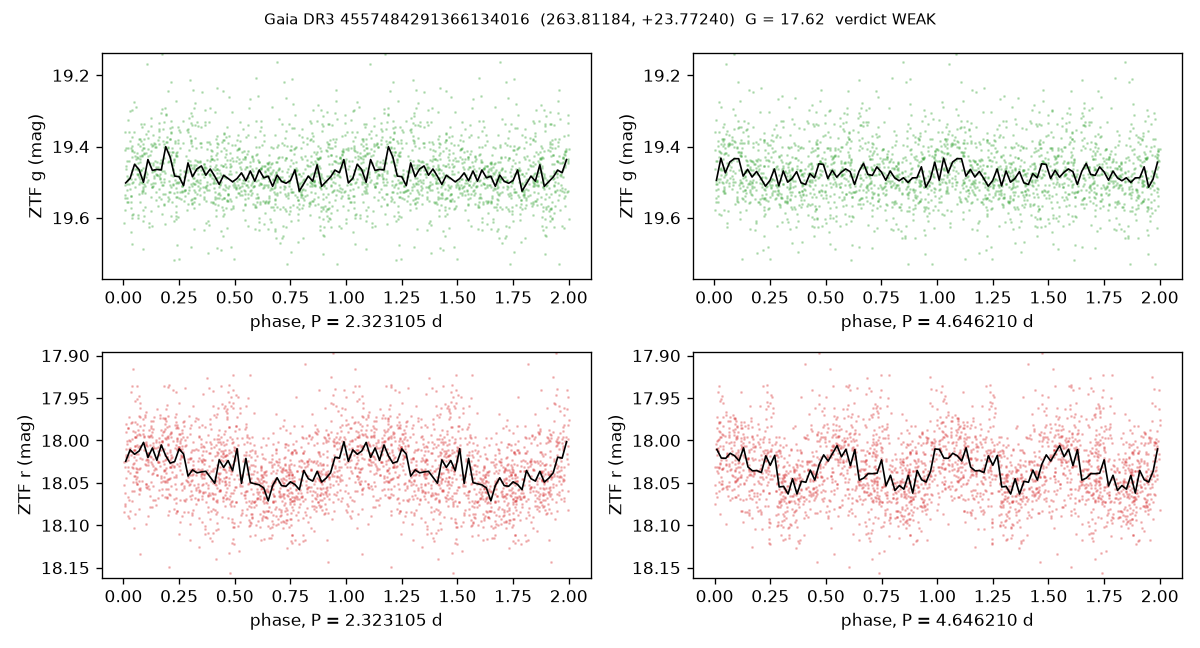 Gaia DR3 4557484291366134016 (263.81184, +23.77240) G = 17.62 verdict WEAK
ZTF g (mag)
19.2
19.4
19.6
0.00 0.25 0.50 0.75 1.00 1.25 1.50 1.75 2.00
phase, P = 2.323105 d
ZTF g (mag)
19.2
19.4
19.6
0.00 0.25 0.50 0.75 1.00 1.25 1.50 1.75 2.00
phase, P = 4.646210 d
ZTF r (mag)
17.90
17.95
18.00
18.05
18.10
18.15
0.00 0.25 0.50 0.75 1.00 1.25 1.50 1.75 2.00
phase, P = 2.323105 d
ZTF r (mag)
17.90
17.95
18.00
18.05
18.10
18.15
0.00 0.25 0.50 0.75 1.00 1.25 1.50 1.75 2.00
phase, P = 4.646210 d